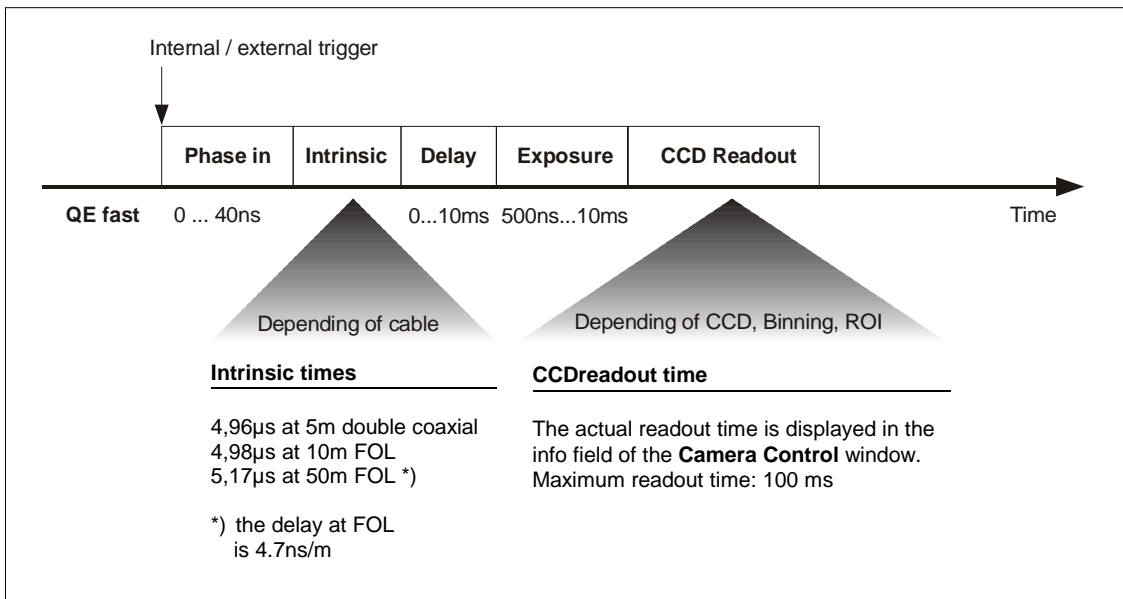 Internal / external trigger
Phase in Intrinsic Delay Exposure CCD Readout
QE fast 0 ... 40ns 0...10ms 500ns...10ms Time
Depending of cable
Depending of CCD, Binning, ROI
Intrinsic times
4,96µs at 5m double coaxial
4,98µs at 10m FOL
5,17µs at 50m FOL *)
*) the delay at FOL
is 4.7ns/m
CCDreadout time
The actual readout time is displayed in the
info field of the Camera Control window.
Maximum readout time: 100 ms